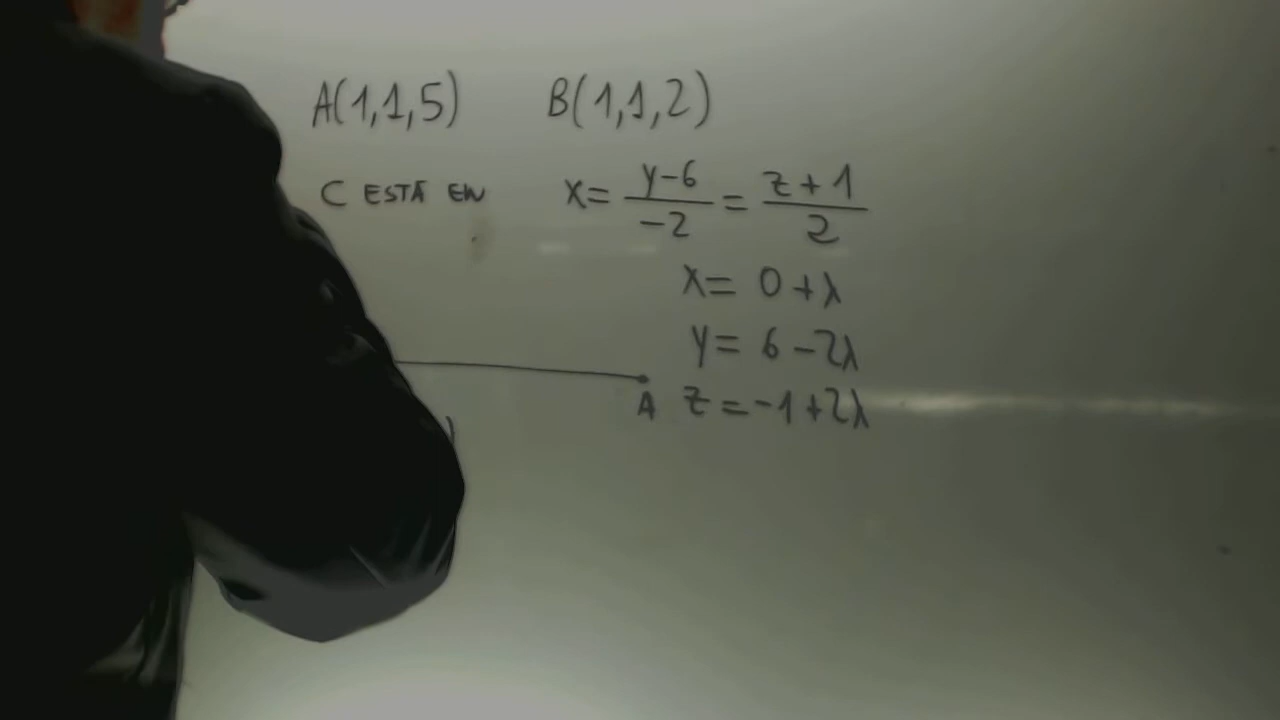 A(1,1,5) B(1,1,2)
C ESTÁ EN x= y-6/-2 = z+1/2
x= 0+λ
y= 6-2λ
A z=-1+2λ
)